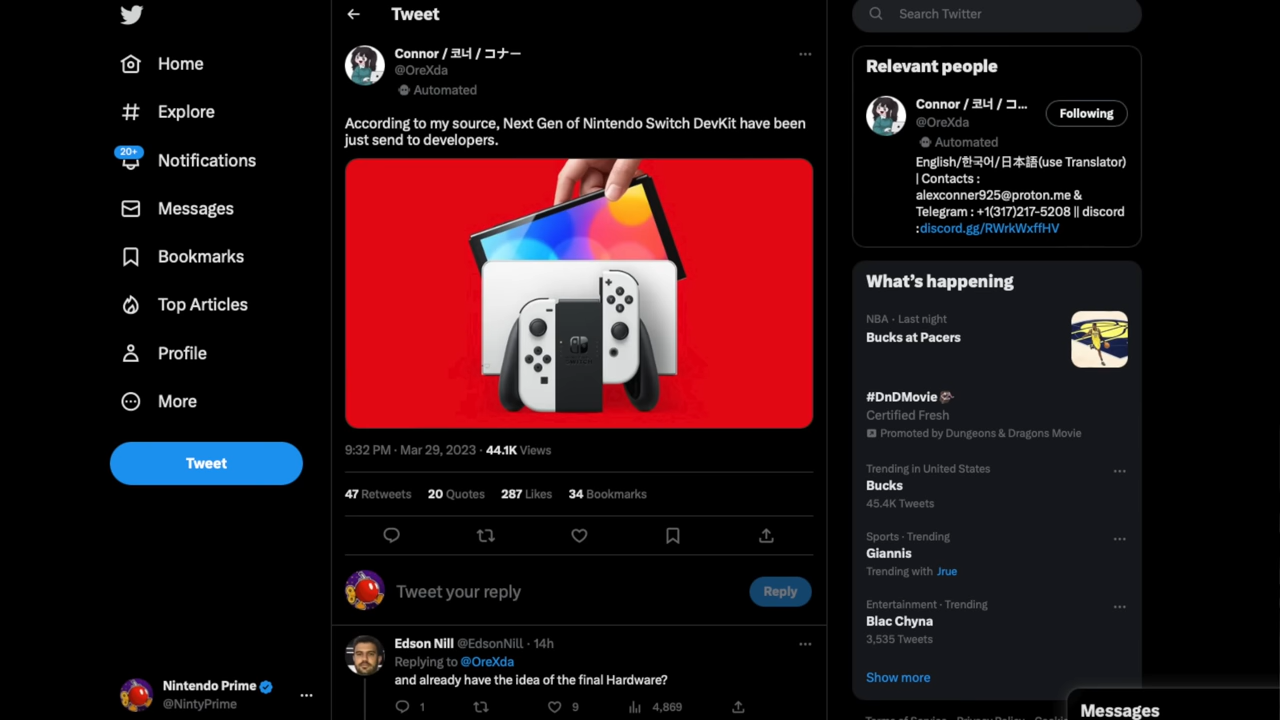 Home
Explore
20+
Notifications
Messages
Bookmarks
Top Articles
Profile
More
Tweet
Nintendo Prime
@NintyPrime
Tweet
Connor / 코너 / コナー
@OreXda
Automated
According to my source, Next Gen of Nintendo Switch DevKit have been
just send to developers.
SWITCH
9:32 PM · Mar 29, 2023 · 44.1K Views
47 Retweets 20 Quotes 287 Likes 34 Bookmarks
Tweet your reply
Reply
Edson Nill @EdsonNill · 14h
Replying to @OreXda
and already have the idea of the final Hardware?
1 9 4,869
Search Twitter
Relevant people
Connor / 코너 / コ...
@OreXda
Following
Automated
English/한국어/日本語(use Translator)
| Contacts :
alexconner925@proton.me &
Telegram : +1(317)217-5208 || discord
:discord.gg/RWrkWxffHV
What's happening
NBA · Last night
Bucks at Pacers
#DnDMovie
Certified Fresh
Promoted by Dungeons & Dragons Movie
Trending in United States
Bucks
45.4K Tweets
Sports · Trending
Giannis
Trending with Jrue
Entertainment · Trending
Blac Chyna
3,535 Tweets
Show more
Messages